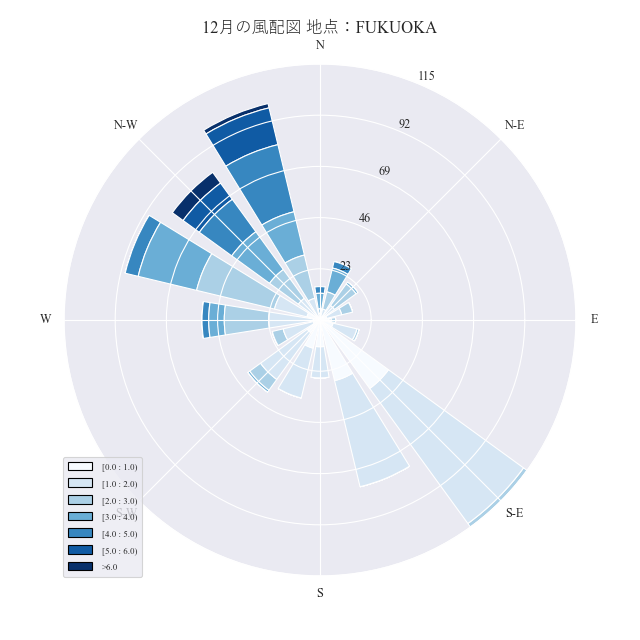 12月の風配図 地点：FUKUOKA
N
115
N-W
N-E
92
69
46
23
W
E
[0.0 : 1.0)
[1.0 : 2.0)
[2.0 : 3.0)
[3.0 : 4.0)
[4.0 : 5.0)
[5.0 : 6.0)
>6.0
S-W
S-E
S